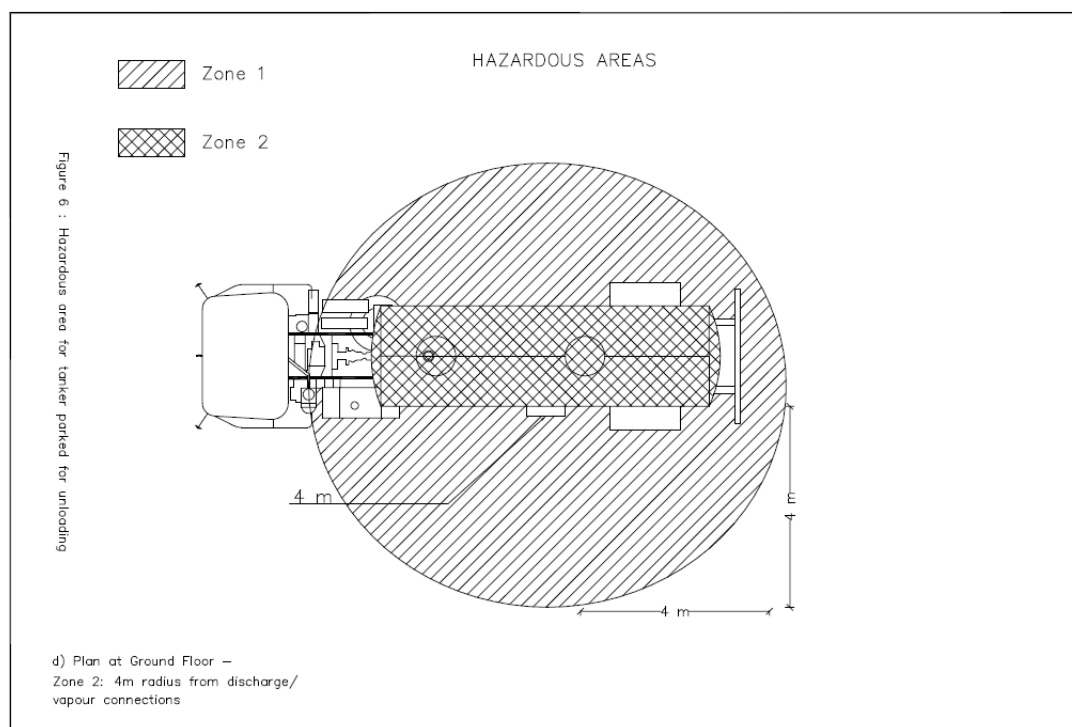 HAZARDOUS AREAS
Zone 1
Zone 2
Figure 6 : Hazardous area for tanker parked for unloading
4 m
4 m
4 m
d) Plan at Ground Floor –
Zone 2: 4m radius from discharge/
vapour connections